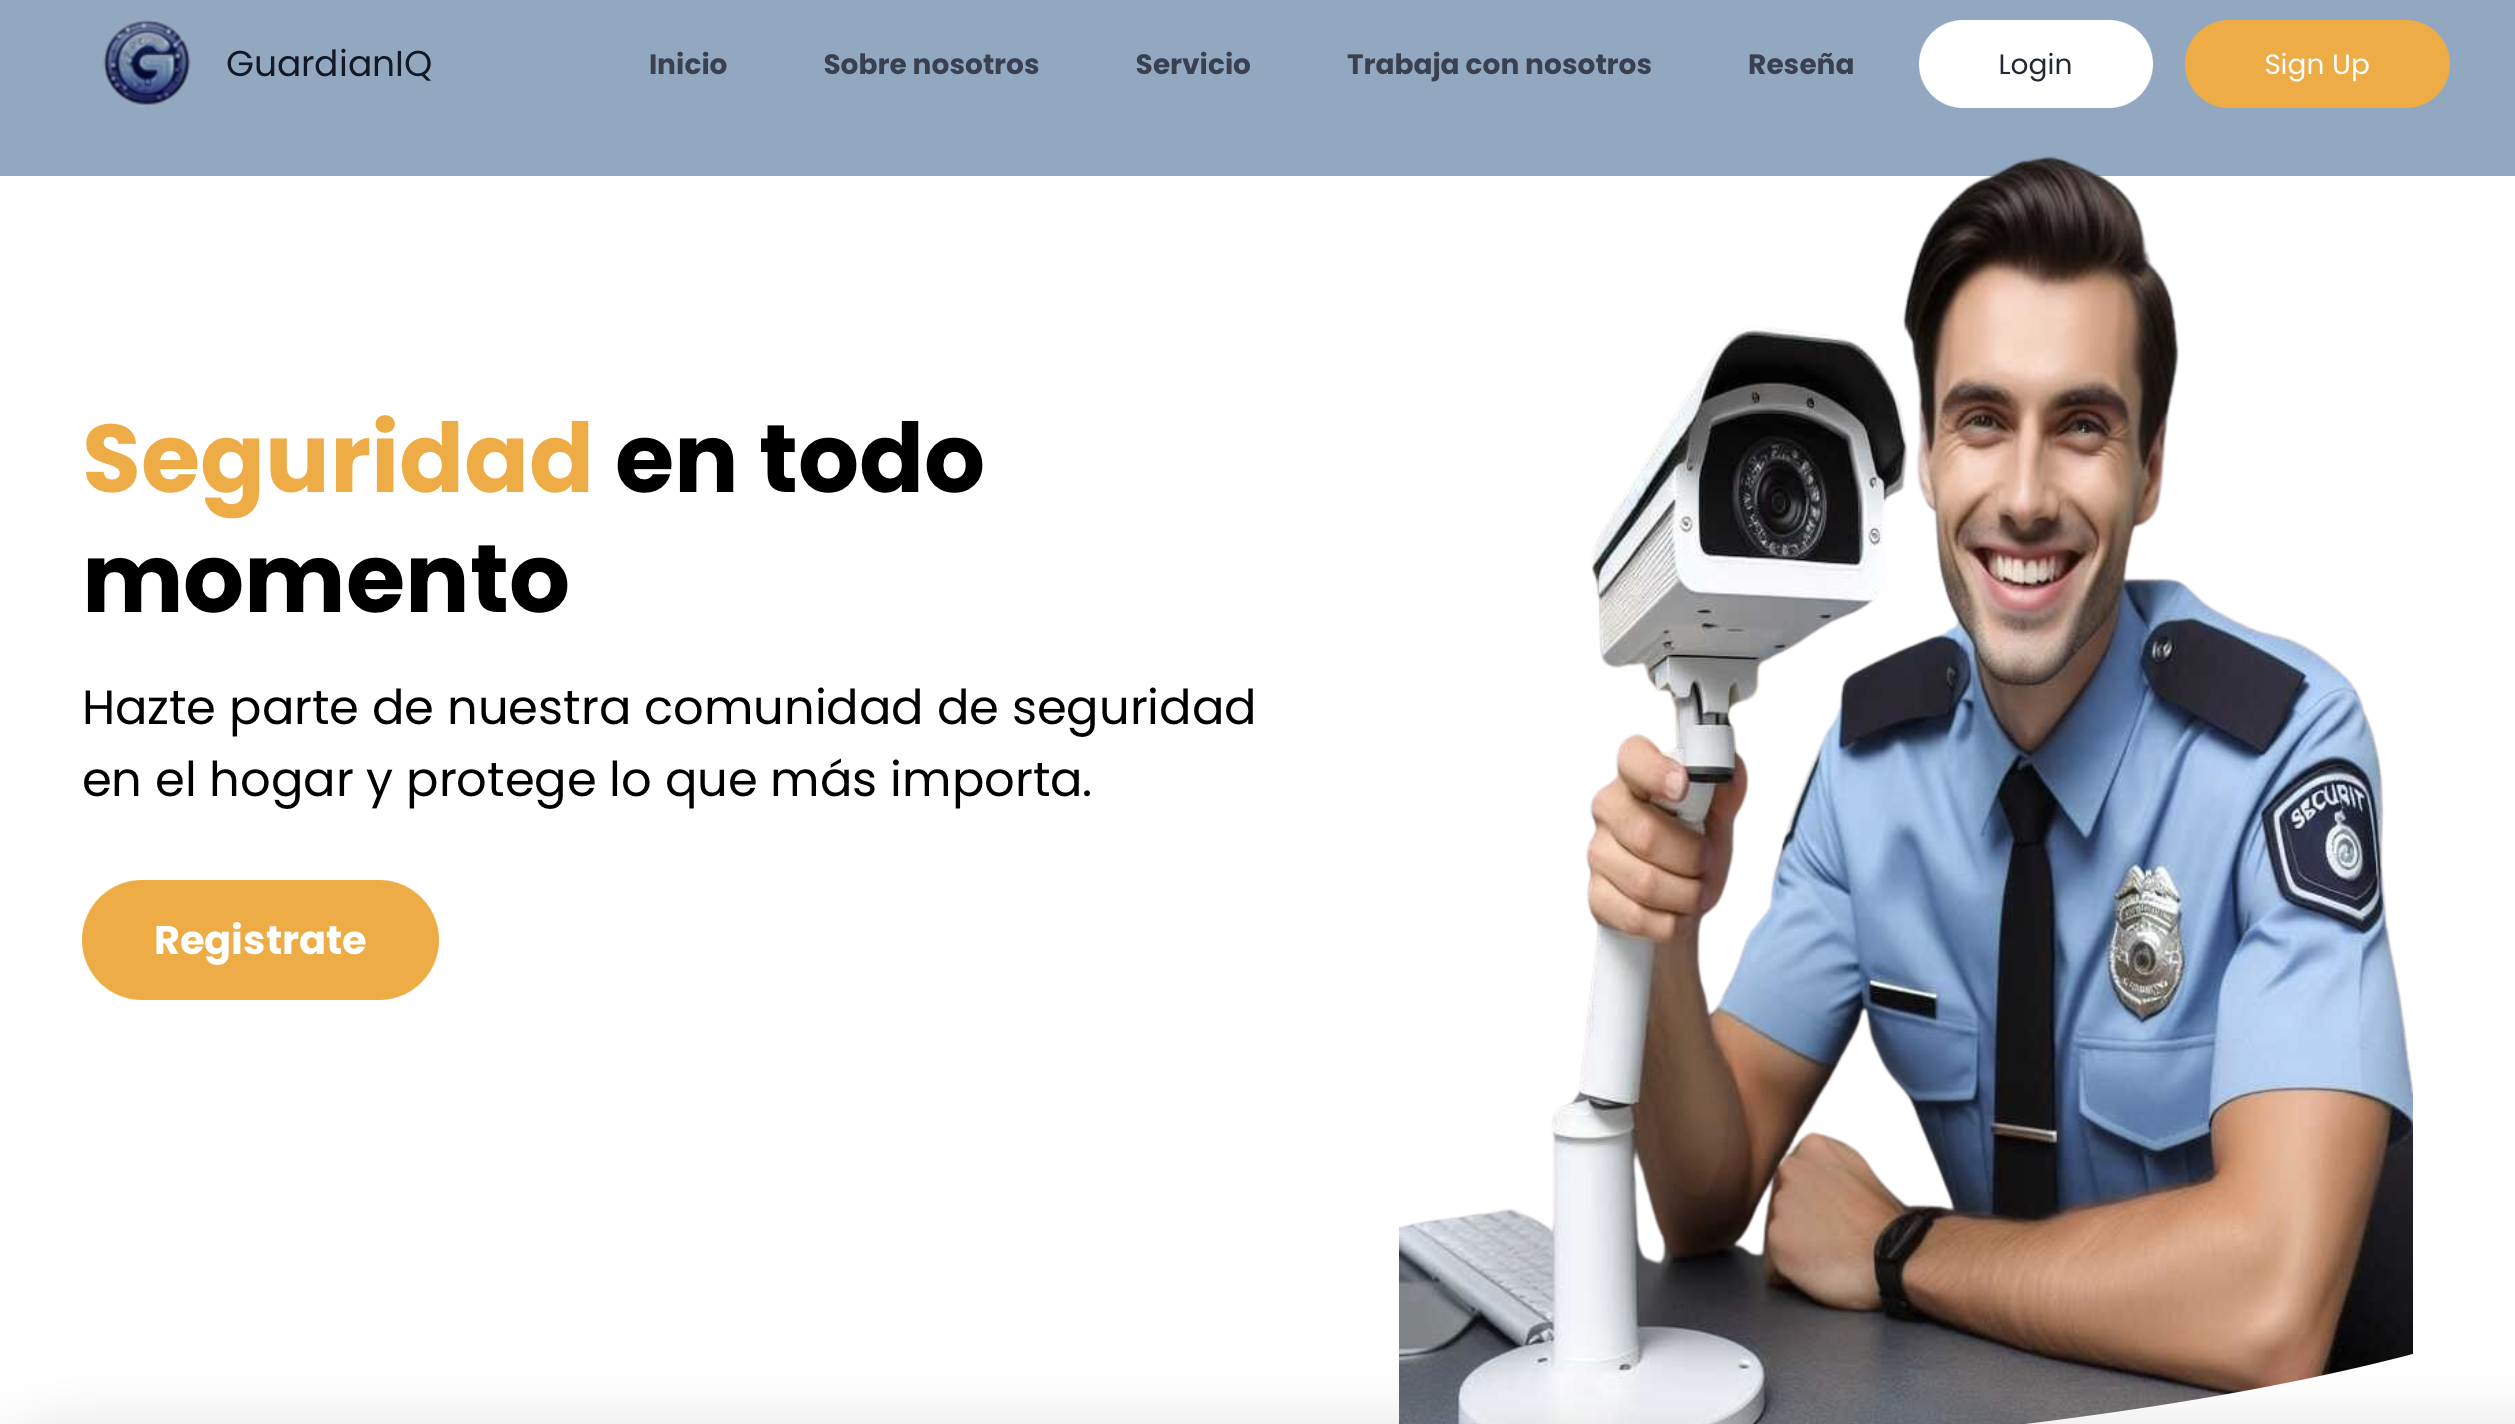 GuardianIQ
Inicio
Sobre nosotros
Servicio
Trabaja con nosotros
Reseña
Login
Sign Up
Seguridad en todo
momento
Hazte parte de nuestra comunidad de seguridad
en el hogar y protege lo que más importa.
Registrate
SECURIT